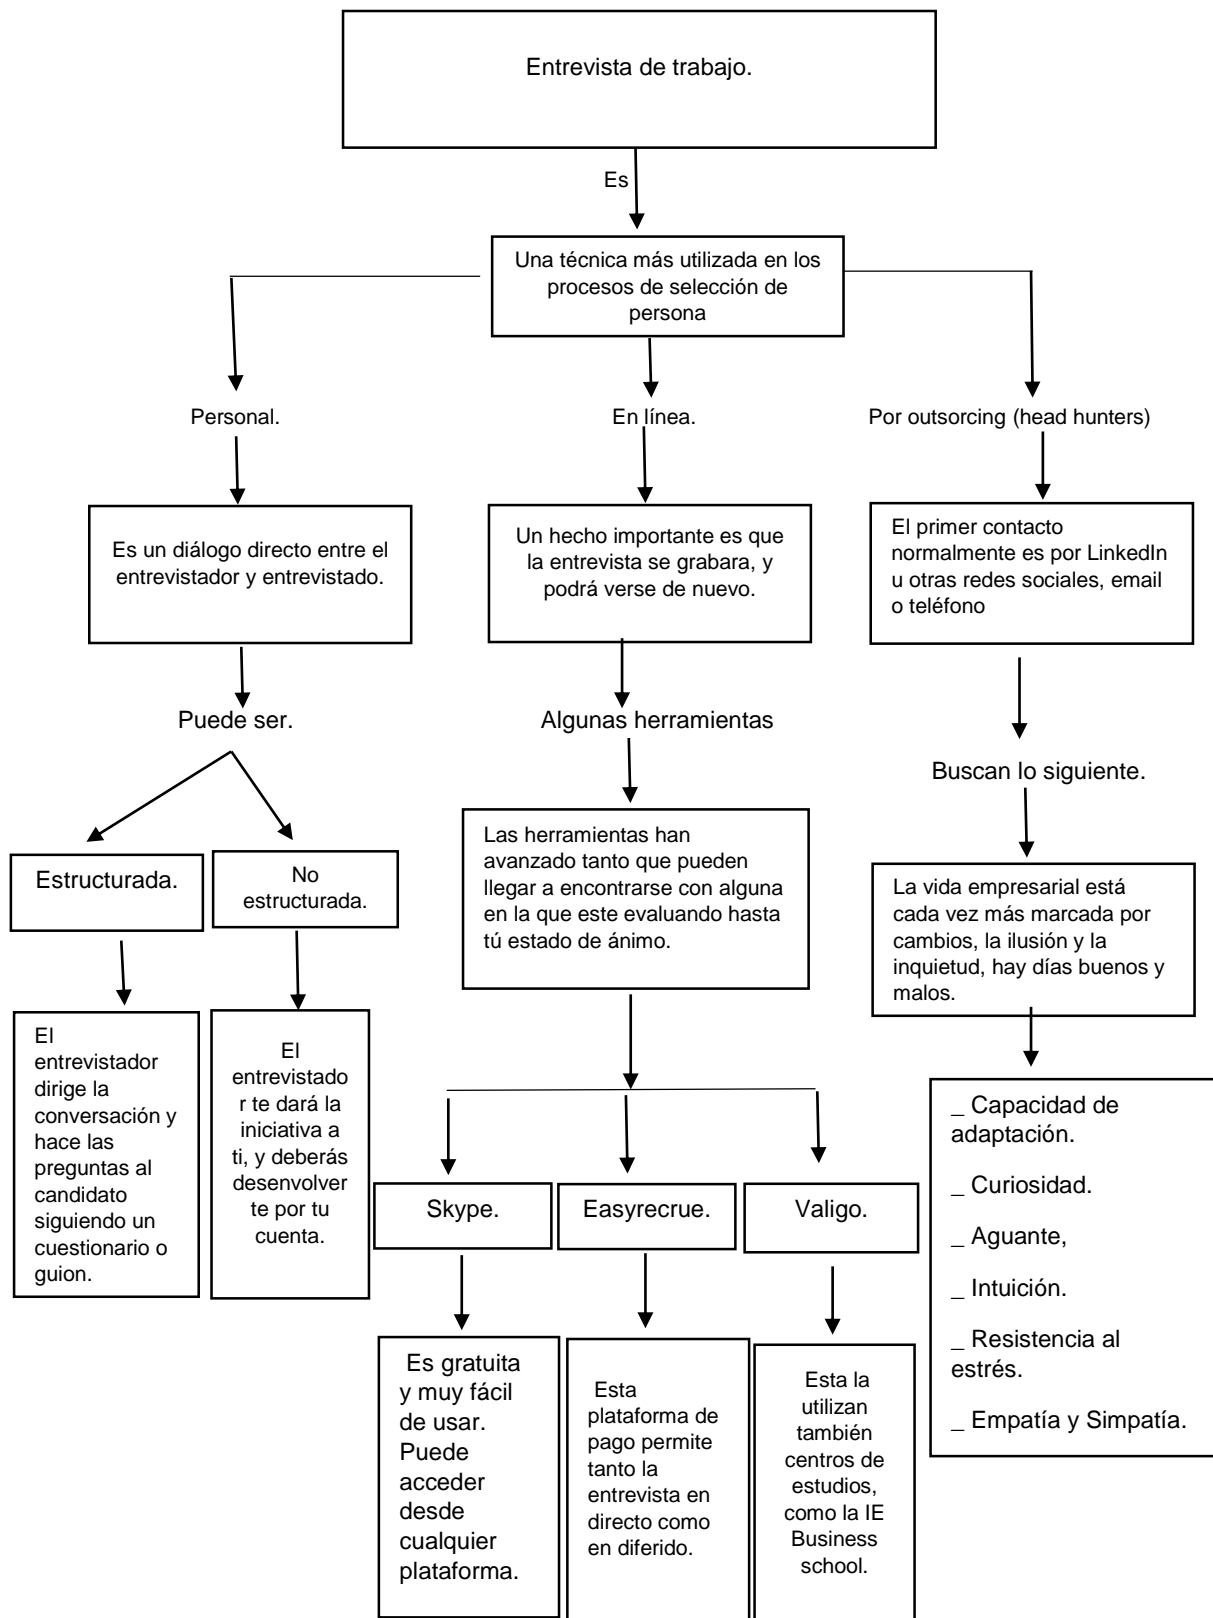 Entrevista de trabajo.
Es
Una técnica más utilizada en los
procesos de selección de
persona
Personal.
En línea.
Por outsorcing (head hunters)
Es un diálogo directo entre el
entrevistador y entrevistado.
Un hecho importante es que
la entrevista se grabara, y
podrá verse de nuevo.
El primer contacto
normalmente es por LinkedIn
u otras redes sociales, email
o teléfono
Puede ser.
Algunas herramientas
Buscan lo siguiente.
Estructurada.
No
estructurada.
Las herramientas han
avanzado tanto que pueden
llegar a encontrarse con alguna
en la que este evaluando hasta
tú estado de ánimo.
La vida empresarial está
cada vez más marcada por
cambios, la ilusión y la
inquietud, hay días buenos y
malos.
El
entrevistador
dirige la
conversación y
hace las
preguntas al
candidato
siguiendo un
cuestionario o
guion.
El
entrevistado
r te dará la
iniciativa a
ti, y deberás
desenvolver
te por tu
cuenta.
Skype.
Easyrecrue.
Valigo.
_ Capacidad de
adaptación.
_ Curiosidad.
_ Aguante,
_ Intuición.
_ Resistencia al
estrés.
_ Empatía y Simpatía.
Es gratuita
y muy fácil
de usar.
Puede
acceder
desde
cualquier
plataforma.
Esta
plataforma de
pago permite
tanto la
entrevista en
directo como
en diferido.
Esta la
utilizan
también
centros de
estudios,
como la IE
Business
school.